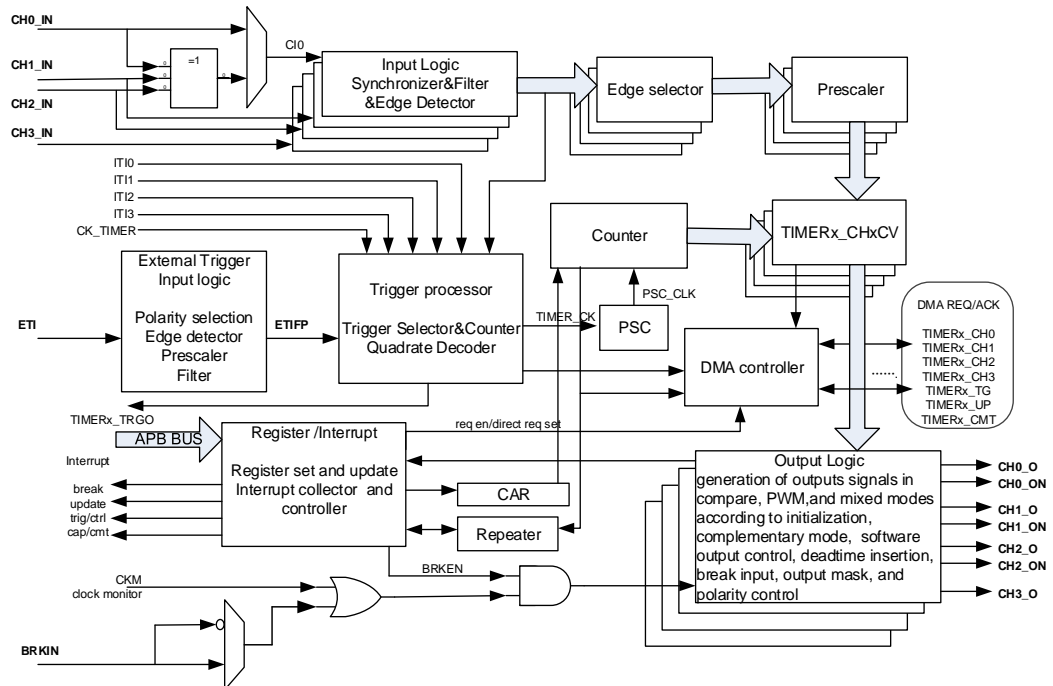 CH0_IN
CH1_IN
CH2_IN
CH3_IN
=1
CI0
Input Logic
Synchronizer&Filter
&Edge Detector
Edge selector
Prescaler
ITI0
ITI1
ITI2
ITI3
CK_TIMER
Counter
TIMERx_CHxCV
External Trigger
Input logic
Polarity selection
Edge detector
Prescaler
Filter
ETI
ETIFP
Trigger processor
Trigger Selector&Counter
Quadrate Decoder
TIMER_CK
PSC_CLK
PSC
DMA controller
DMA REQ/ACK
TIMERx_CH0
TIMERx_CH1
TIMERx_CH2
TIMERx_CH3
TIMERx_TG
TIMERx_UP
TIMERx_CMT
…….
TIMERx_TRGO
APB BUS
Register /Interrupt
Register set and update
Interrupt collector and
controller
req en/direct req set
Interrupt
break
update
trig/ctrl
cap/cmt
CAR
Repeater
Output Logic
generation of outputs signals in
compare, PWM,and mixed modes
according to initialization,
complementary mode, software
output control, deadtime insertion,
break input, output mask, and
polarity control
CH0_O
CH0_ON
CH1_O
CH1_ON
CH2_O
CH2_ON
CH3_O
BRKEN
CKM
clock monitor
BRKIN